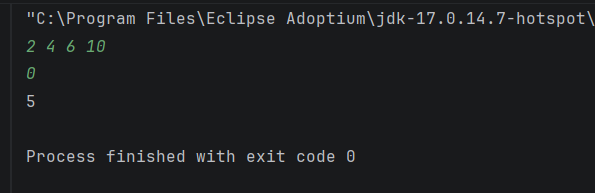 "C:\Program Files\Eclipse Adoptium\jdk-17.0.14.7-hotspot\
2 4 6 10
0
5
Process finished with exit code 0